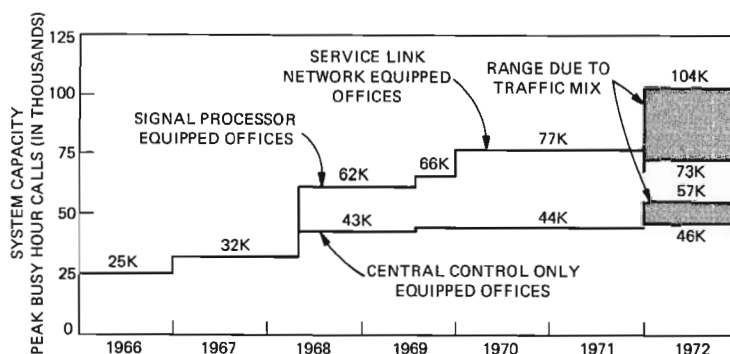 SYSTEM CAPACITY
PEAK BUSY HOUR CALLS (IN THOUSANDS)
125
100
75
50
25
0
SERVICE LINK
NETWORK EQUIPPED
OFFICES
RANGE DUE TO
TRAFFIC MIX
SIGNAL PROCESSOR
EQUIPPED OFFICES
104K
77K
66K
62K
73K
57K
43K
44K
46K
32K
25K
CENTRAL CONTROL ONLY
EQUIPPED OFFICES
1966
1967
1968
1969
1970
1971
1972